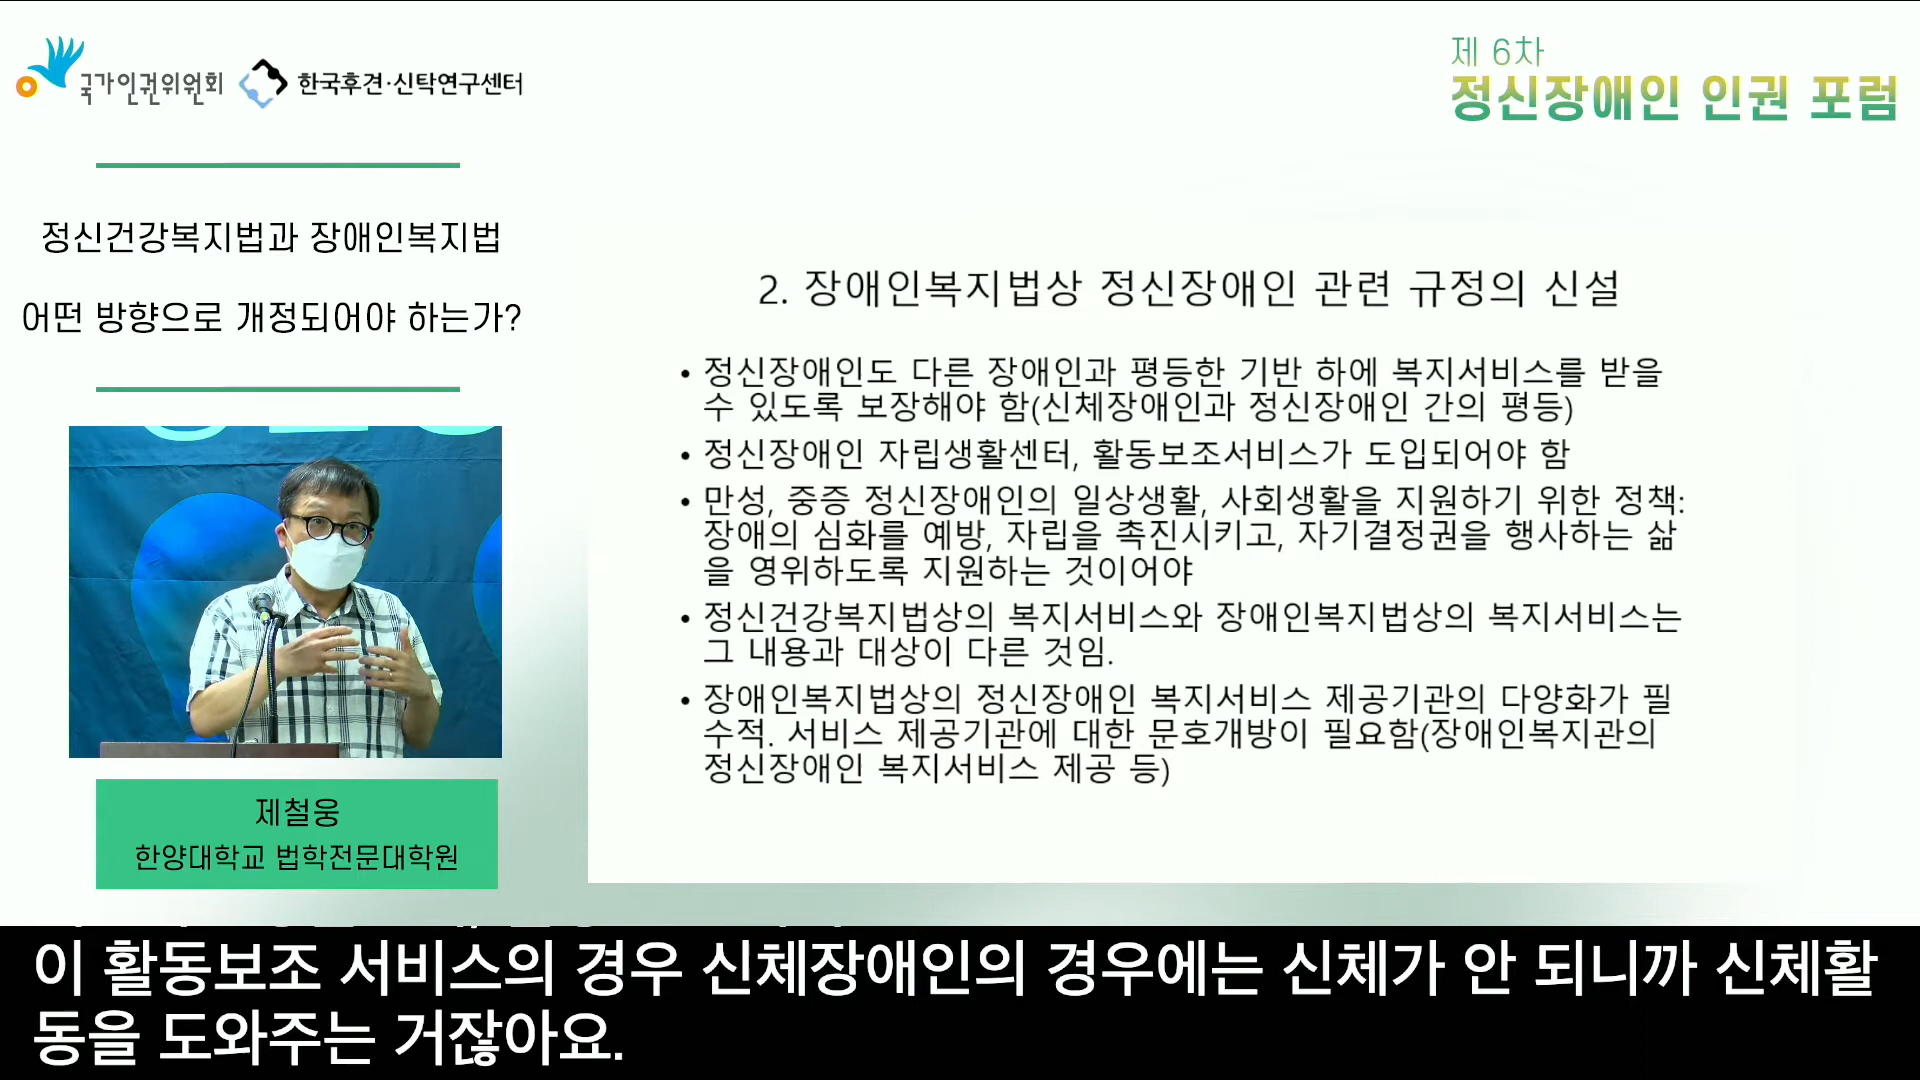 국가인권위원회
한국후견·신탁연구센터
제 6차
정신장애인 인권 포럼
정신건강복지법과 장애인복지법
어떤 방향으로 개정되어야 하는가?
2. 장애인복지법상 정신장애인 관련 규정의 신설
• 정신장애인도 다른 장애인과 평등한 기반 하에 복지서비스를 받을
수 있도록 보장해야 함(신체장애인과 정신장애인 간의 평등)
• 정신장애인 자립생활센터, 활동보조서비스가 도입되어야 함
• 만성, 중증 정신장애인의 일상생활, 사회생활을 지원하기 위한 정책:
장애의 심화를 예방, 자립을 촉진시키고, 자기결정권을 행사하는 삶
을 영위하도록 지원하는 것이어야
• 정신건강복지법상의 복지서비스와 장애인복지법상의 복지서비스는
그 내용과 대상이 다른 것임.
• 장애인복지법상의 정신장애인 복지서비스 제공기관의 다양화가 필
수적. 서비스 제공기관에 대한 문호개방이 필요함(장애인복지관의
정신장애인 복지서비스 제공 등)
제철웅
한양대학교 법학전문대학원
이 활동보조 서비스의 경우 신체장애인의 경우에는 신체가 안 되니까 신체활
동을 도와주는 거잖아요.